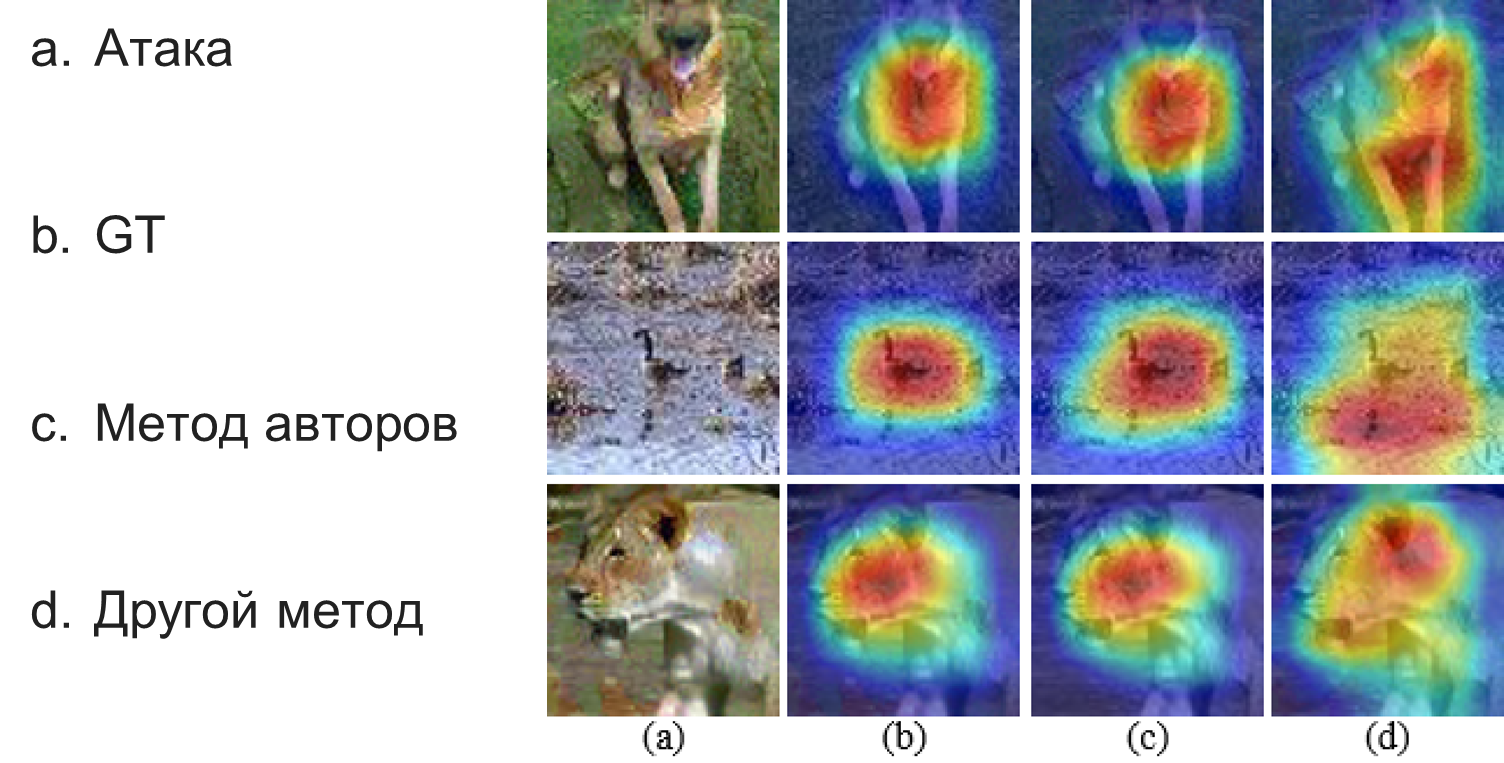 a. Атака
b. GT
c. Метод авторов
d. Другой метод
(a) (b) (c) (d)